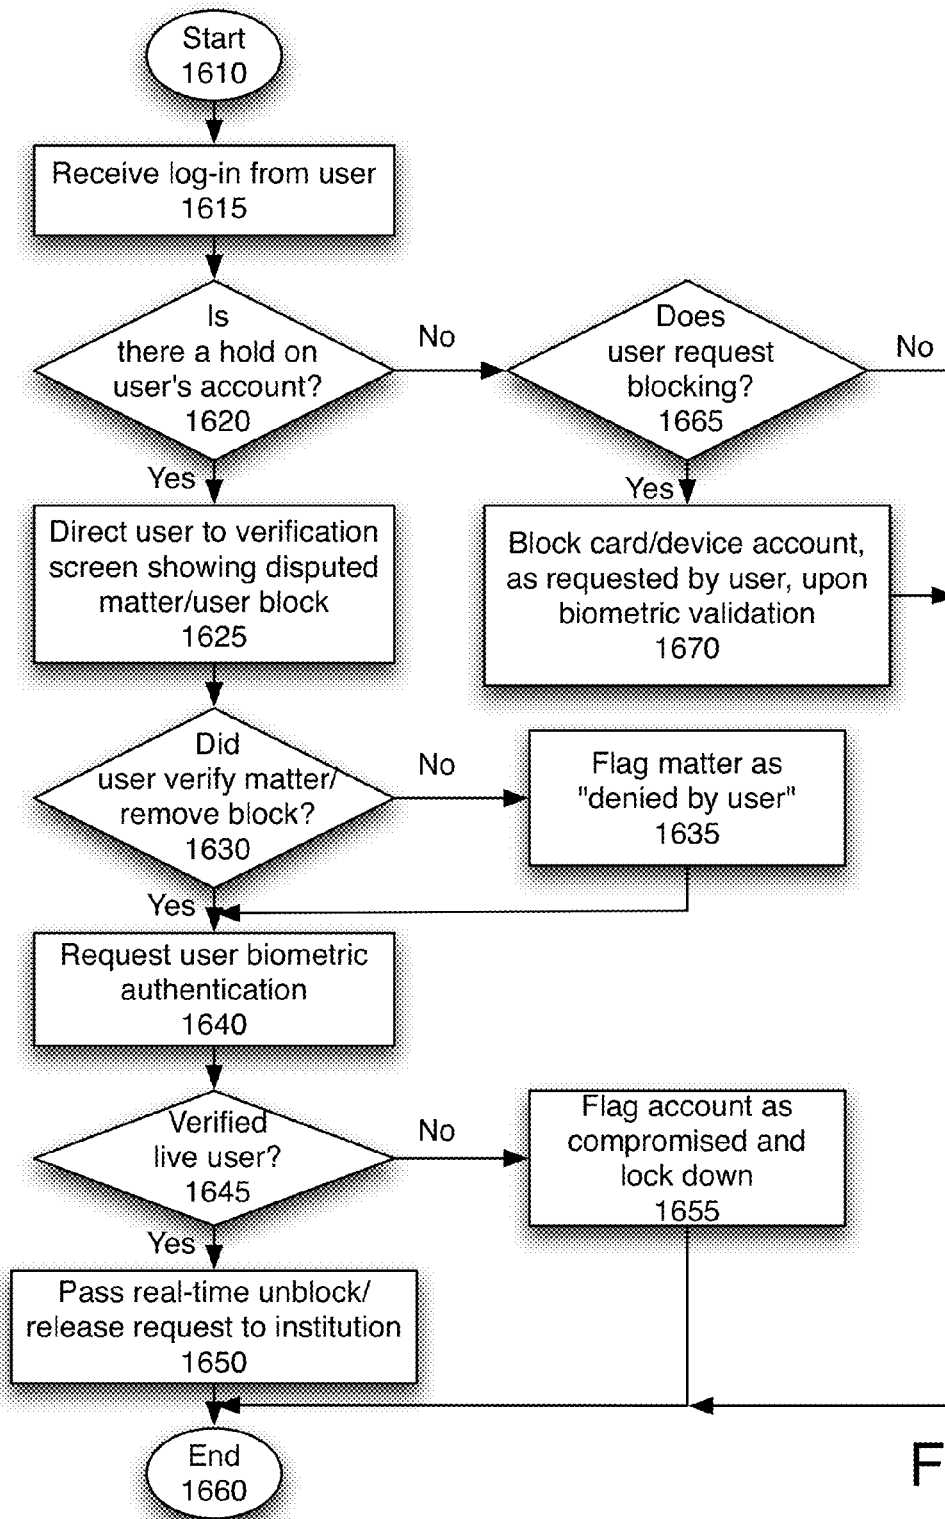 Start
1610
Receive log-in from user
1615
Is
there a hold on
user's account?
1620
No
Does
user request
blocking?
1665
No
Yes
Yes
Direct user to verification
screen showing disputed
matter/user block
1625
Block card/device account,
as requested by user, upon
biometric validation
1670
Did
user verify matter/
remove block?
1630
No
Flag matter as
"denied by user"
1635
Yes
Request user biometric
authentication
1640
Verified
live user?
1645
No
Flag account as
compromised and
lock down
1655
Yes
Pass real-time unblock/
release request to institution
1650
End
1660
F